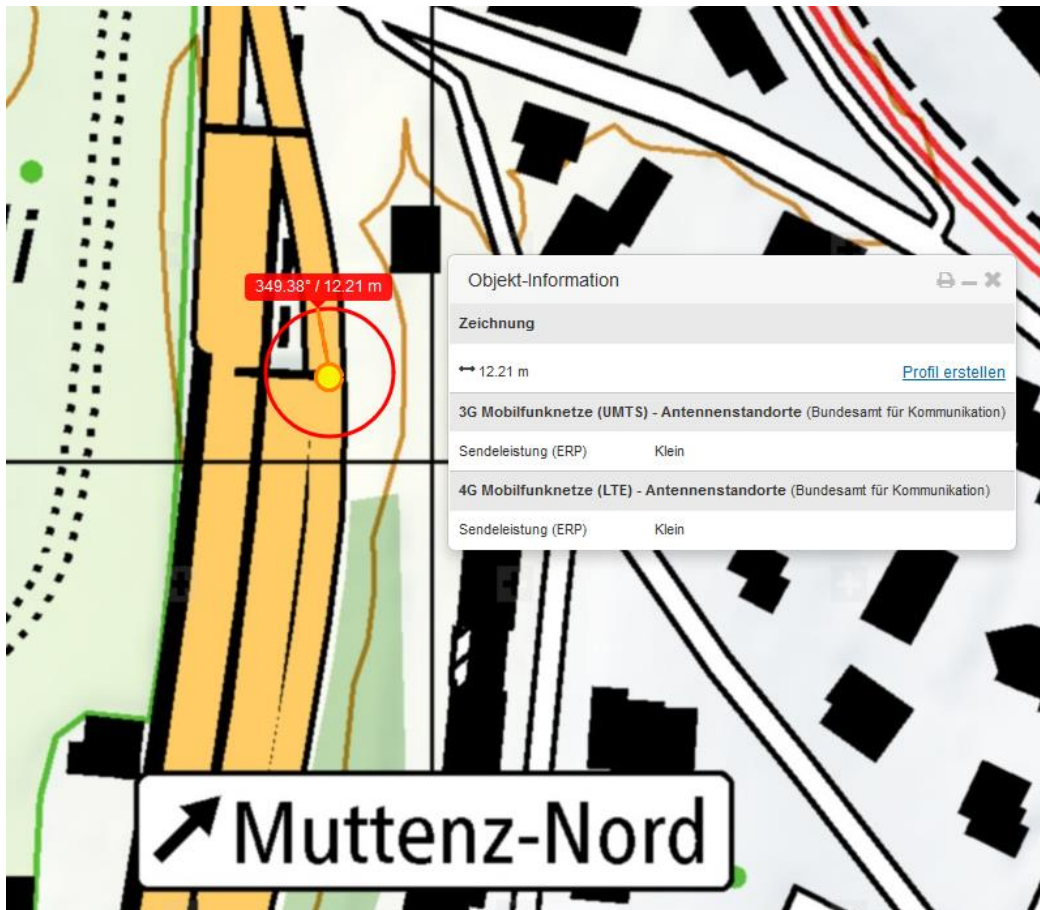 349.38° / 12.21 m
Objekt-Information
Zeichnung
12.21 m Profil erstellen
3G Mobilfunknetze (UMTS) - Antennenstandorte (Bundesamt für Kommunikation)
Sendeleistung (ERP) Klein
4G Mobilfunknetze (LTE) - Antennenstandorte (Bundesamt für Kommunikation)
Sendeleistung (ERP) Klein
Muttenz-Nord